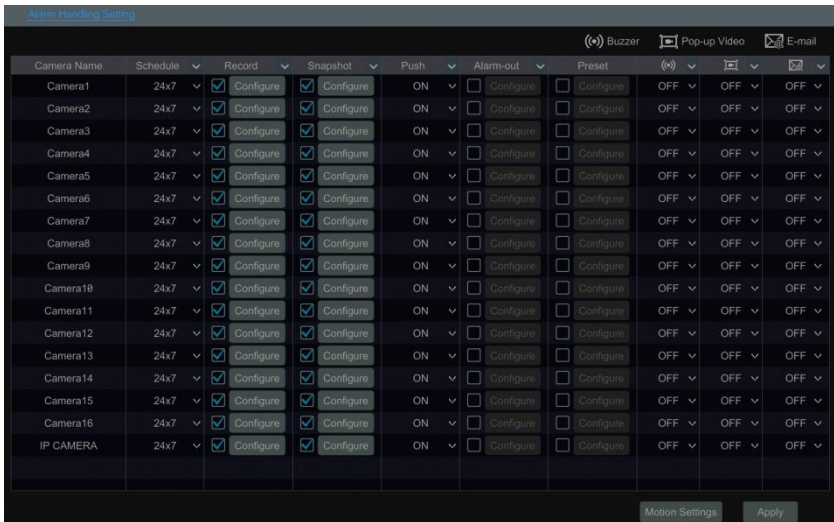 Alarm Handling Setting
Buzzer Pop-up Video E-mail
Camera Name Schedule Record Snapshot Push Alarm-out Preset
Camera1 24x7 Configure Configure ON Configure Configure OFF OFF OFF
Camera2 24x7 Configure Configure ON Configure Configure OFF OFF OFF
Camera3 24x7 Configure Configure ON Configure Configure OFF OFF OFF
Camera4 24x7 Configure Configure ON Configure Configure OFF OFF OFF
Camera5 24x7 Configure Configure ON Configure Configure OFF OFF OFF
Camera6 24x7 Configure Configure ON Configure Configure OFF OFF OFF
Camera7 24x7 Configure Configure ON Configure Configure OFF OFF OFF
Camera8 24x7 Configure Configure ON Configure Configure OFF OFF OFF
Camera9 24x7 Configure Configure ON Configure Configure OFF OFF OFF
Camera10 24x7 Configure Configure ON Configure Configure OFF OFF OFF
Camera11 24x7 Configure Configure ON Configure Configure OFF OFF OFF
Camera12 24x7 Configure Configure ON Configure Configure OFF OFF OFF
Camera13 24x7 Configure Configure ON Configure Configure OFF OFF OFF
Camera14 24x7 Configure Configure ON Configure Configure OFF OFF OFF
Camera15 24x7 Configure Configure ON Configure Configure OFF OFF OFF
Camera16 24x7 Configure Configure ON Configure Configure OFF OFF OFF
IP CAMERA 24x7 Configure Configure ON Configure Configure OFF OFF OFF
Motion Settings Apply